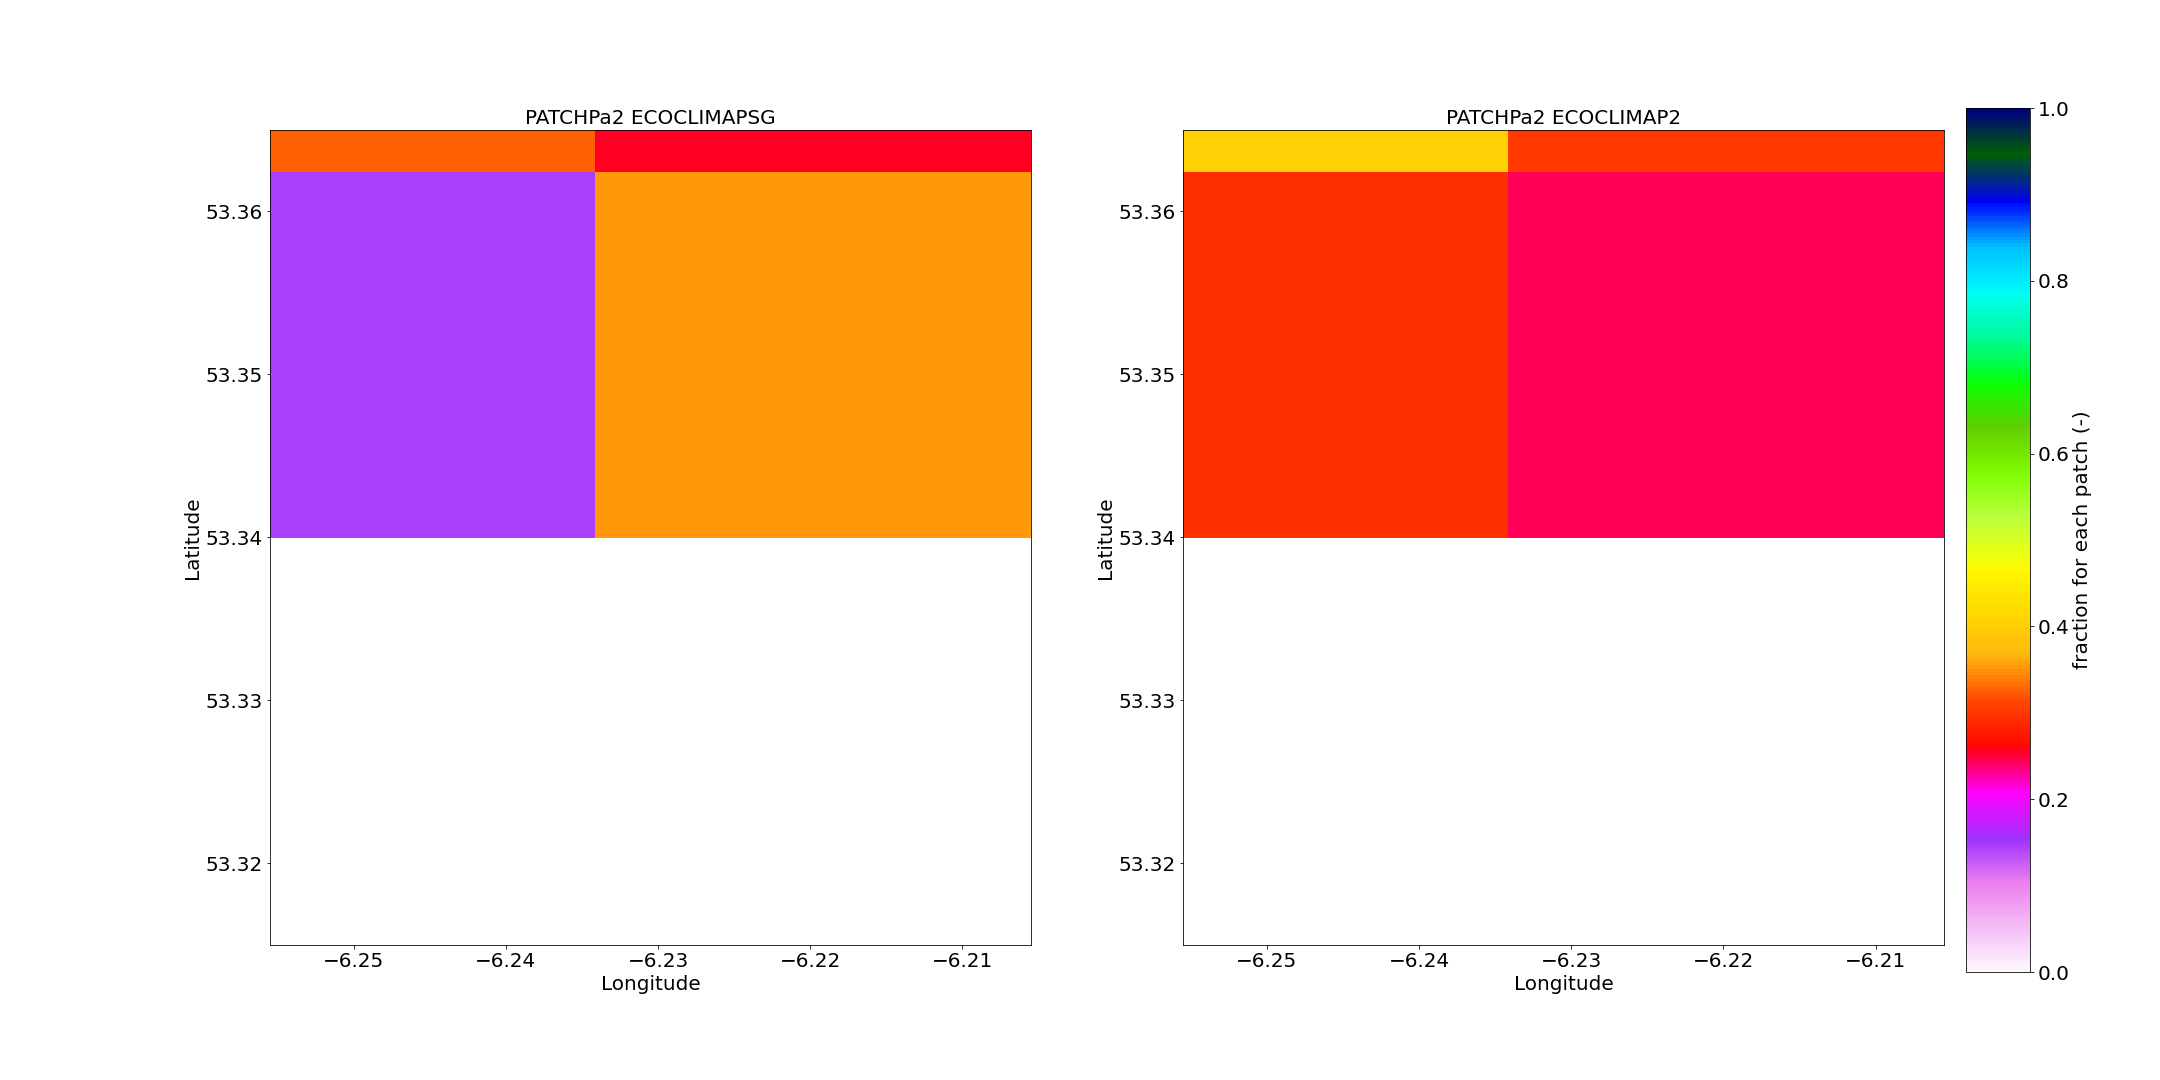 PATCHPa2 ECOCLIMAPSG
53.36
53.35
53.34
53.33
53.32
Latitude
−6.25 −6.24 −6.23 −6.22 −6.21
Longitude
PATCHPa2 ECOCLIMAP2
53.36
53.35
53.34
53.33
53.32
Latitude
−6.25 −6.24 −6.23 −6.22 −6.21
Longitude
1.0
0.8
0.6
0.4
0.2
0.0
fraction for each patch (-)